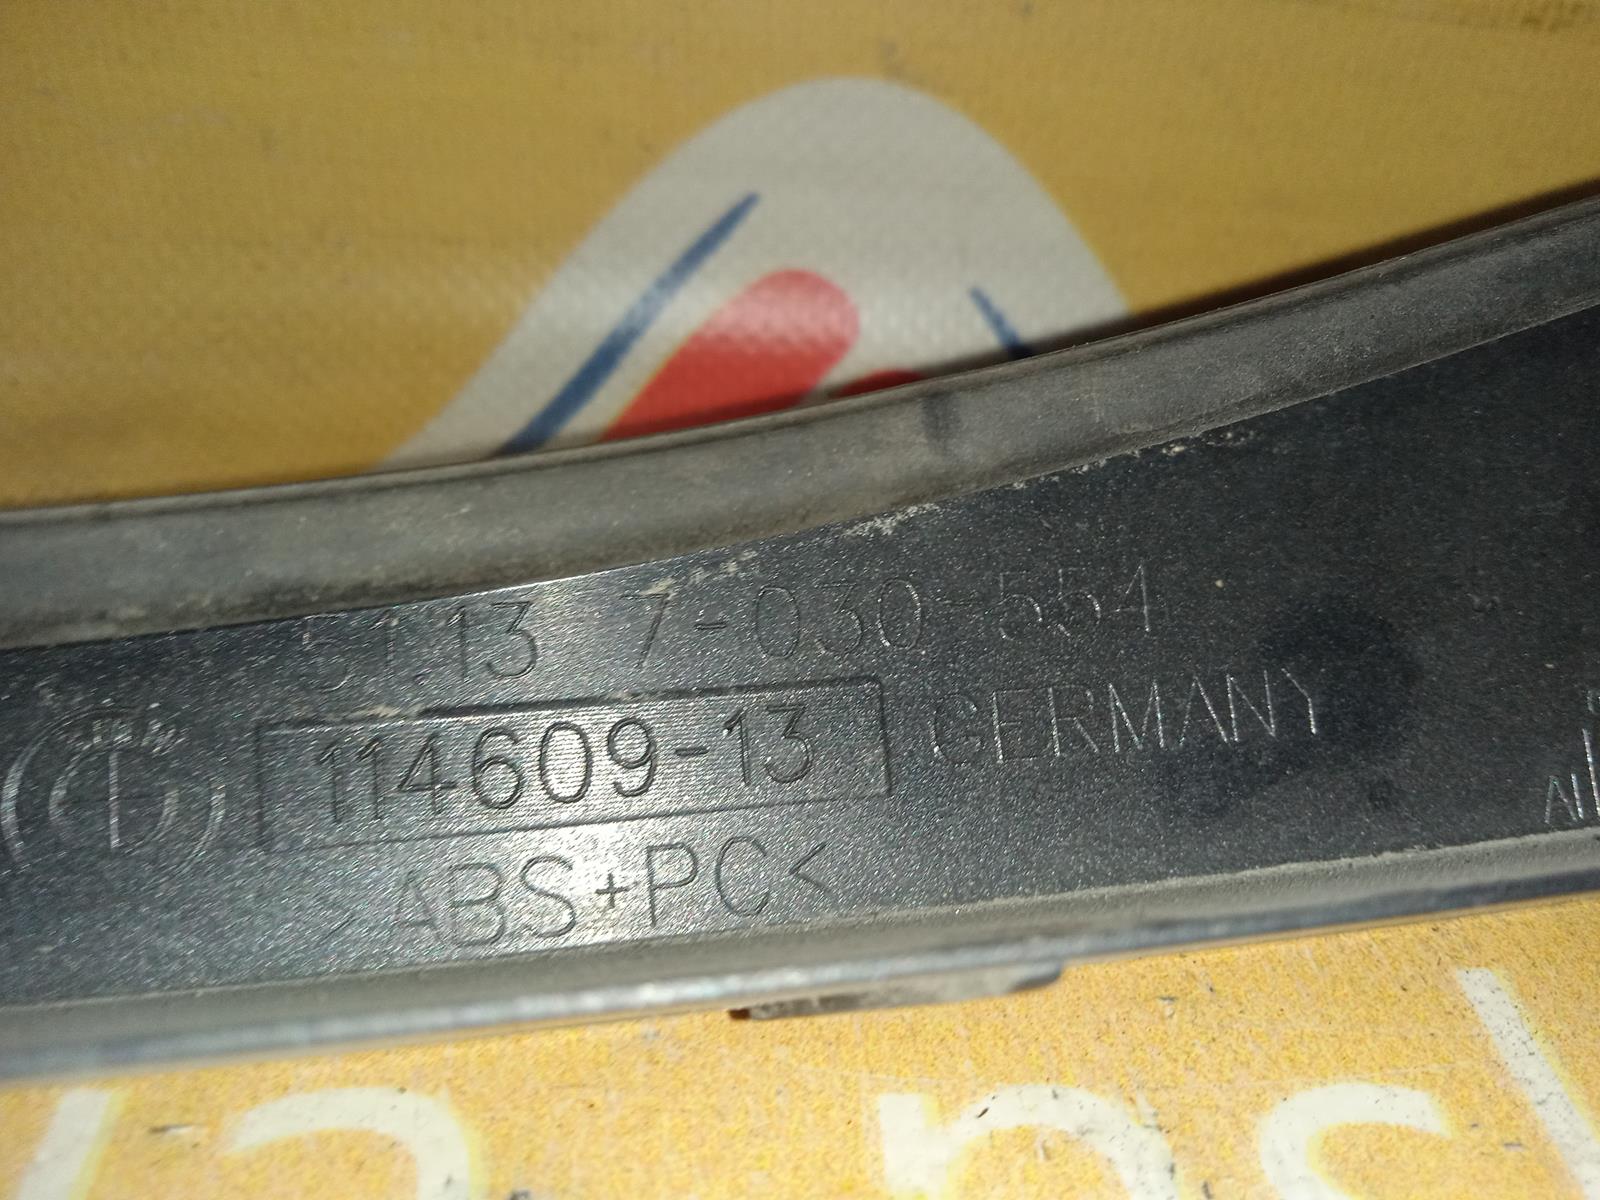 51.13 7-030-554
114609-13 GERMANY
>ABS+PC<